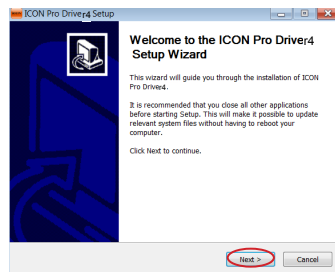 ICON Pro Driver4 Setup
Welcome to the ICON Pro Driver4
Setup Wizard
This wizard will guide you through the installation of ICON
Pro Driver4.
It is recommended that you close all other applications
before starting Setup. This will make it possible to update
relevant system files without having to reboot your
computer.
Click Next to continue.
Next >
Cancel